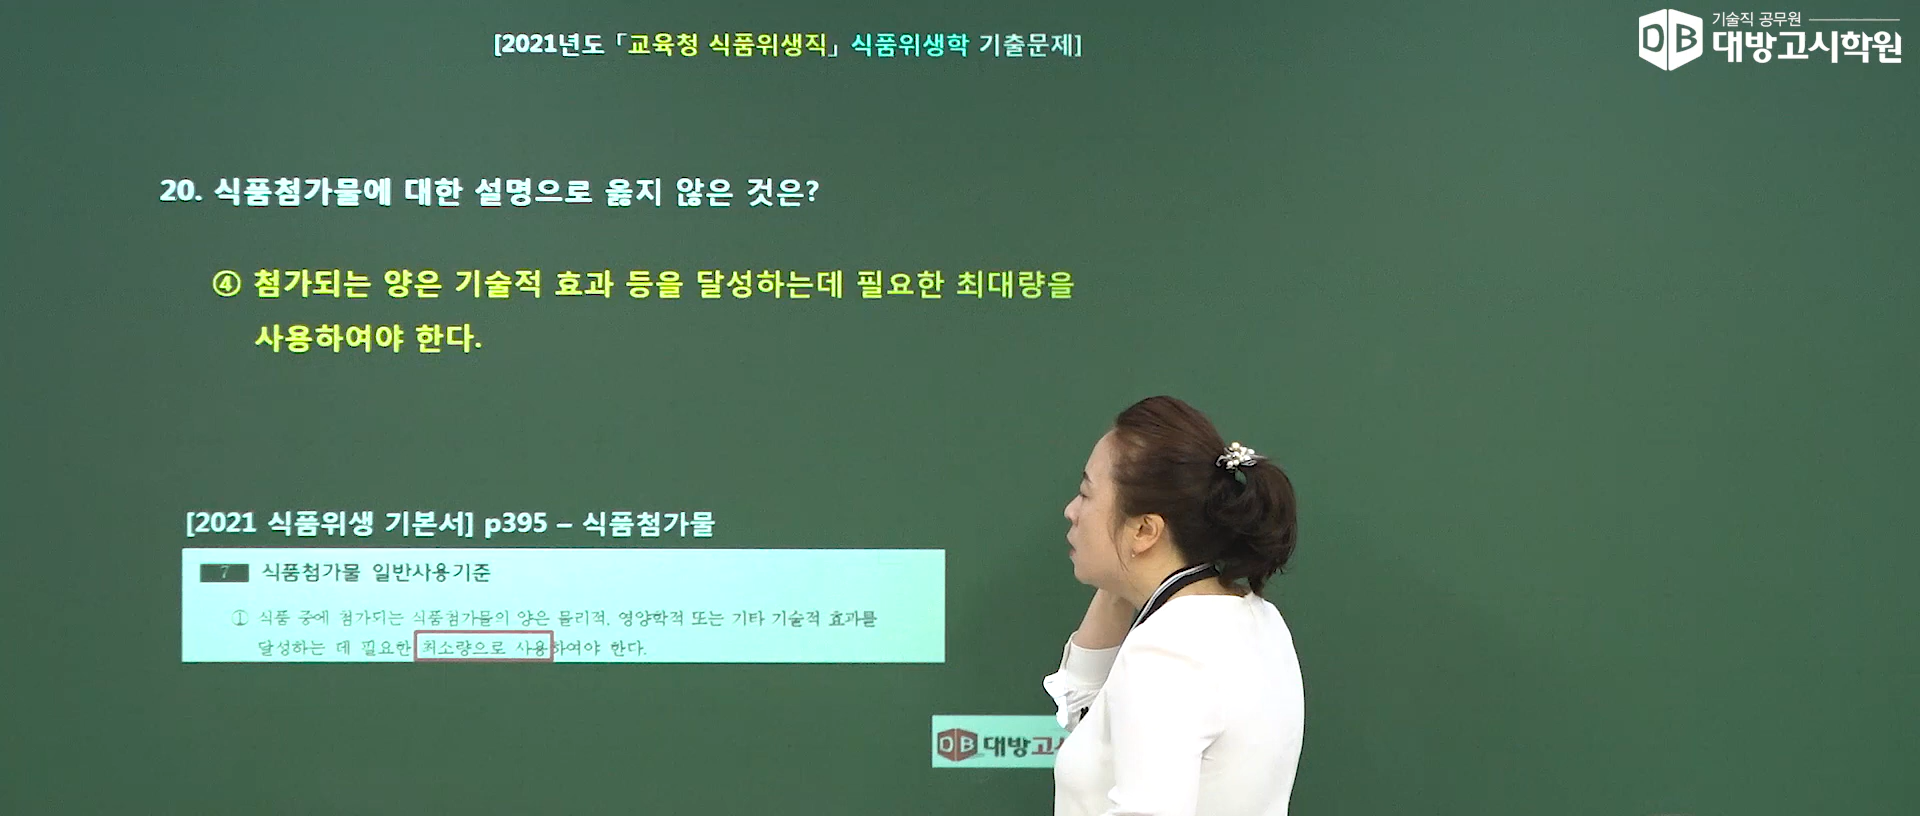 [2021년도 「교육청 식품위생직」 식품위생학 기출문제]
기술직 공무원
DB 대방고시학원
20. 식품첨가물에 대한 설명으로 옳지 않은 것은?
④ 첨가되는 양은 기술적 효과 등을 달성하는데 필요한 최대량을
사용하여야 한다.
[2021 식품위생 기본서] p395 – 식품첨가물
7 식품첨가물 일반사용기준
① 식품 중에 첨가되는 식품첨가물의 양은 물리적, 영양학적 또는 기타 기술적 효과를
달성하는 데 필요한 최소량으로 사용하여야 한다.
DB 대방고